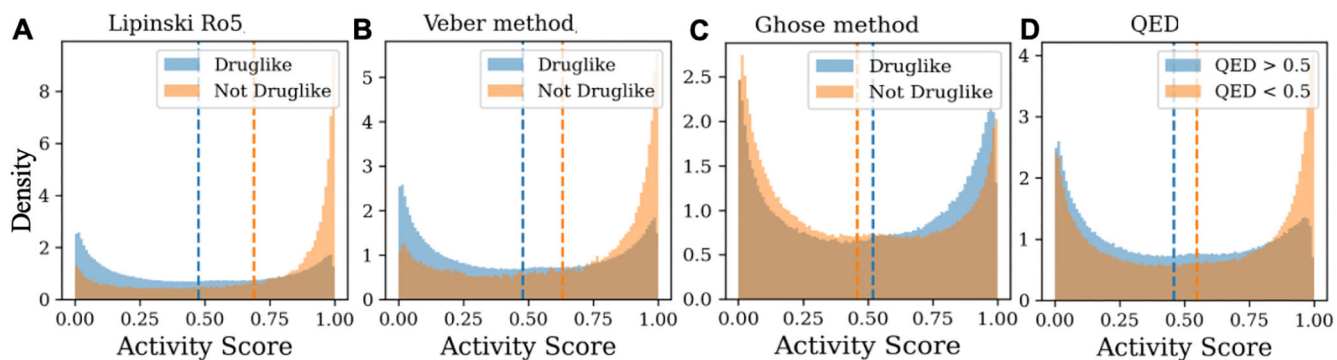 A Lipinski Ro5
Density
8
6
4
2
0
Druglike
Not Druglike
0.00 0.25 0.50 0.75 1.00
Activity Score
B Veber method
5
4
3
2
1
0
Druglike
Not Druglike
0.00 0.25 0.50 0.75 1.00
Activity Score
C Ghose method
2.5
2.0
1.5
1.0
0.5
0.0
Druglike
Not Druglike
0.00 0.25 0.50 0.75 1.00
Activity Score
D QED
4
3
2
1
0
QED > 0.5
QED < 0.5
0.00 0.25 0.50 0.75 1.00
Activity Score